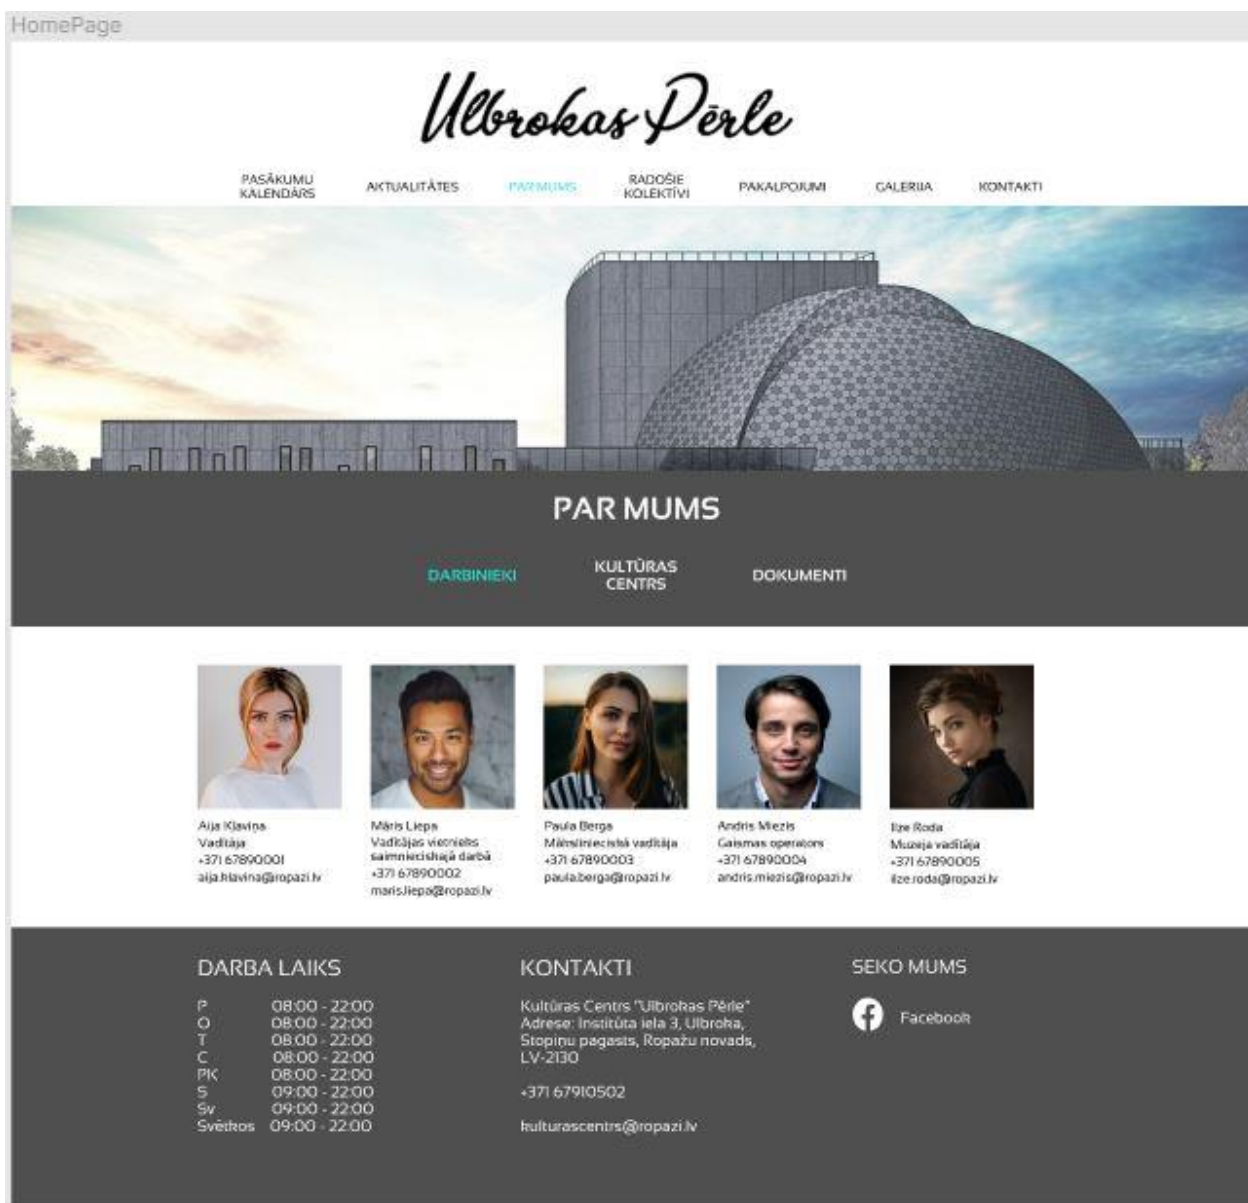 HomePage
Ulbrokas Pērle
PASĀKUMU
KALENDĀRS
AKTUALITĀTES
PAR MUMS
RADOŠIE
KOLEKTĪVI
PAKALPOJUMI
GALERIJA
KONTAKTI
PAR MUMS
DARBINIEKI
KULTŪRAS
CENTRS
DOKUMENTI
Aija Kļaviņa
Vadītāja
+371 67890001
aija.klavina@ropazi.lv
Māris Liepa
Vadītājas vietnieks
saimnieciskajā darbā
+371 67890002
maris.liepa@ropazi.lv
Paula Berga
Mākslinieciskā vadītāja
+371 67890003
paula.berga@ropazi.lv
Andris Miezis
Gaismas operators
+371 67890004
andris.miezis@ropazi.lv
Ilze Roda
Muzeja vadītāja
+371 67890005
ilze.roda@ropazi.lv
DARBA LAIKS
P 08:00 - 22:00
O 08:00 - 22:00
T 08:00 - 22:00
C 08:00 - 22:00
PK 08:00 - 22:00
S 09:00 - 22:00
Sv 09:00 - 22:00
Svētkos 09:00 - 22:00
KONTAKTI
Kultūras Centrs "Ulbrokas Pērle"
Adrese: Institūta iela 3, Ulbroka,
Stopiņu pagasts, Ropažu novads,
LV-2130
+371 67910502
kulturascentrs@ropazi.lv
SEKO MUMS
Facebook